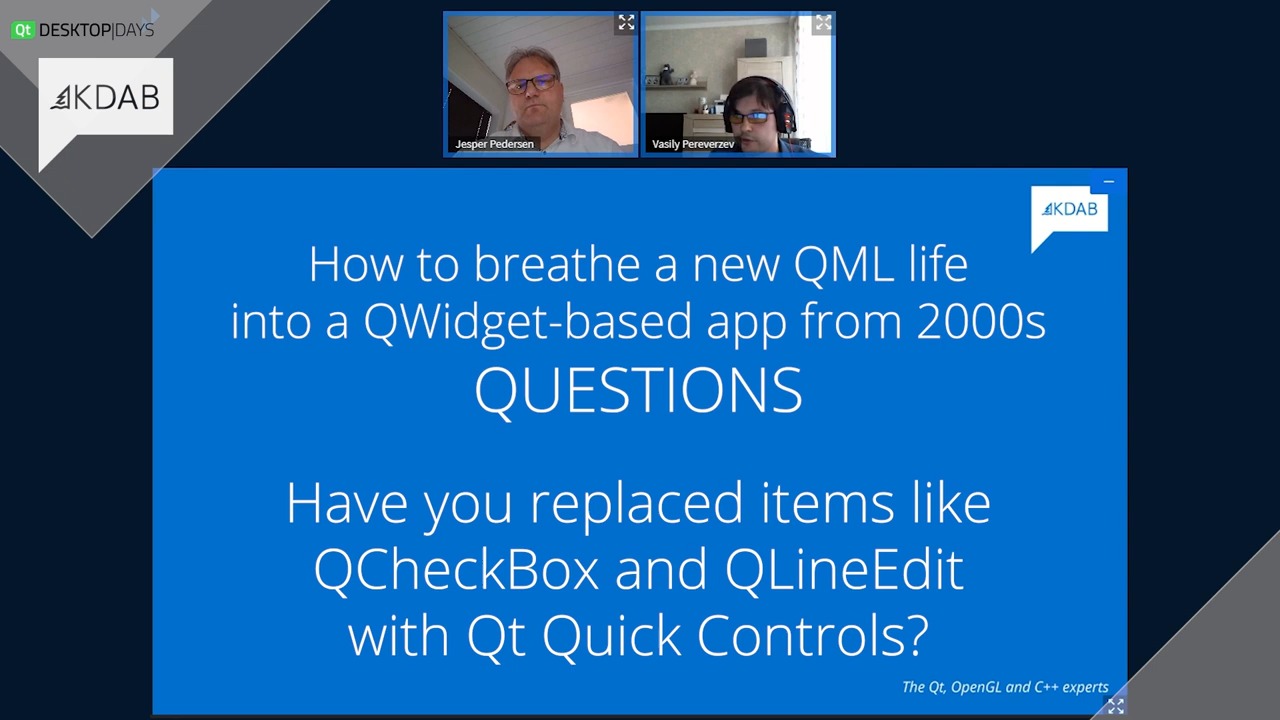 Qt DESKTOP|DAYS
KDAB
Jesper Pedersen
Vasily Pereverzev
KDAB
How to breathe a new QML life
into a QWidget-based app from 2000s
QUESTIONS
Have you replaced items like
QCheckBox and QLineEdit
with Qt Quick Controls?
The Qt, OpenGL and C++ experts